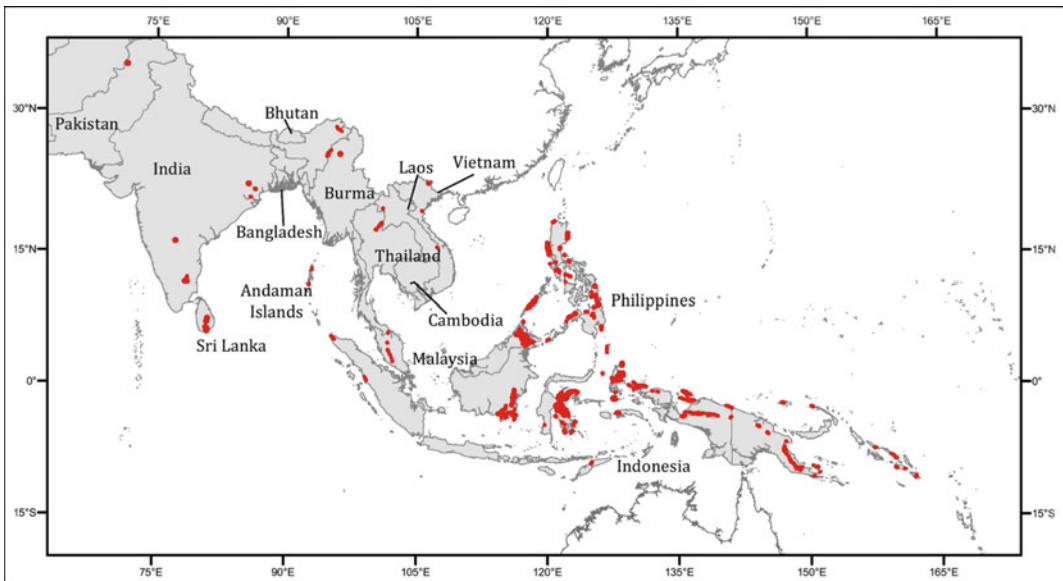 75°E 90°E 105°E 120°E 135°E 150°E 165°E
30°N 30°N
Bhutan
Pakistan
Laos
Vietnam
India
Burma
Bangladesh
15°N 15°N
Thailand
Andaman
Islands
Philippines
Cambodia
Sri Lanka
Malaysia
0° 0°
Indonesia
15°S 15°S
75°E 90°E 105°E 120°E 135°E 150°E 165°E